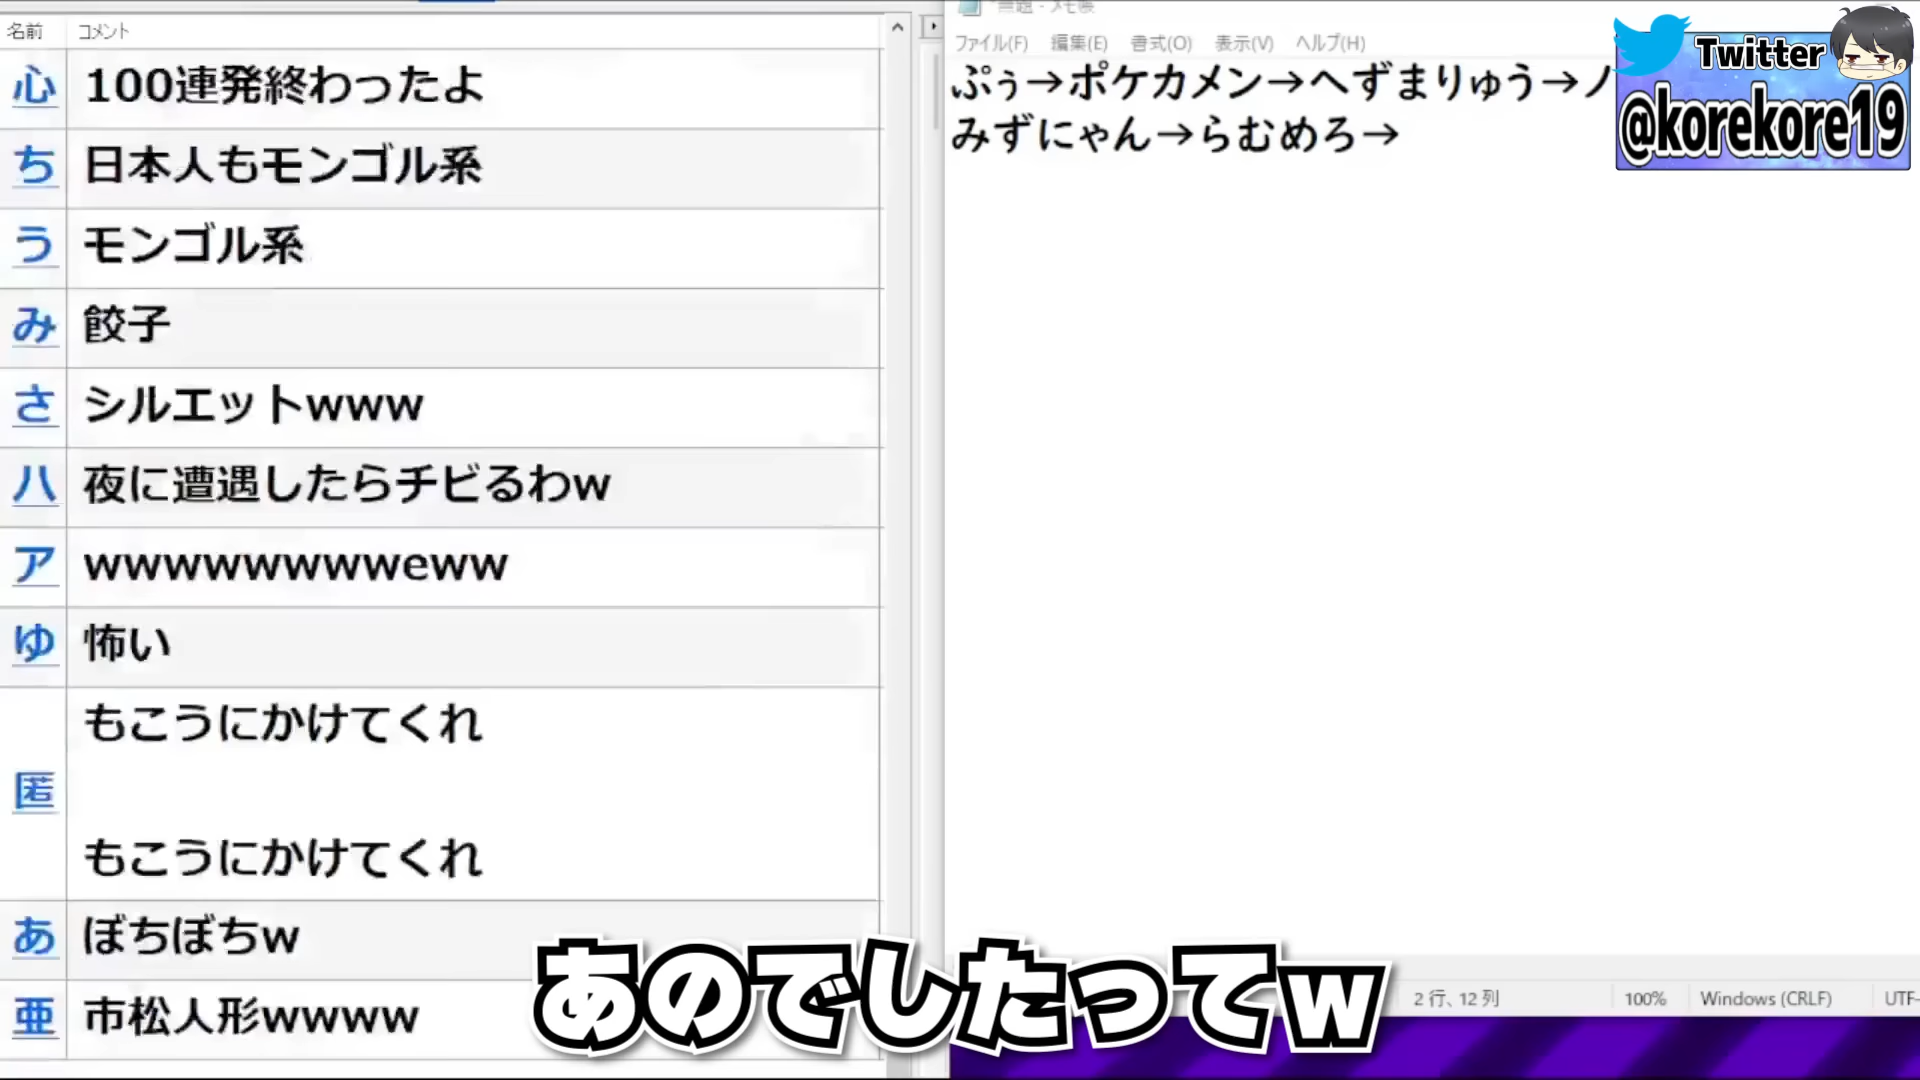 名前 コメント
心 100連発終わったよ
ち 日本人もモンゴル系
う モンゴル系
み 餃子
さ シルエットwww
ハ 夜に遭遇したらチビるわw
ア wwwwwwwweww
ゆ 怖い
匿 もこうにかけてくれ
もこうにかけてくれ
あ ぼちぼちw
亜 市松人形wwww
*無題 - メモ帳
ファイル(F) 編集(E) 書式(O) 表示(V) ヘルプ(H)
ぷぅ→ポケカメン→へずまりゅう→ノ
みずにゃん→らむめろ→
Twitter
@korekore19
2 行、12 列 100% Windows (CRLF) UTF-
あのでしたってw